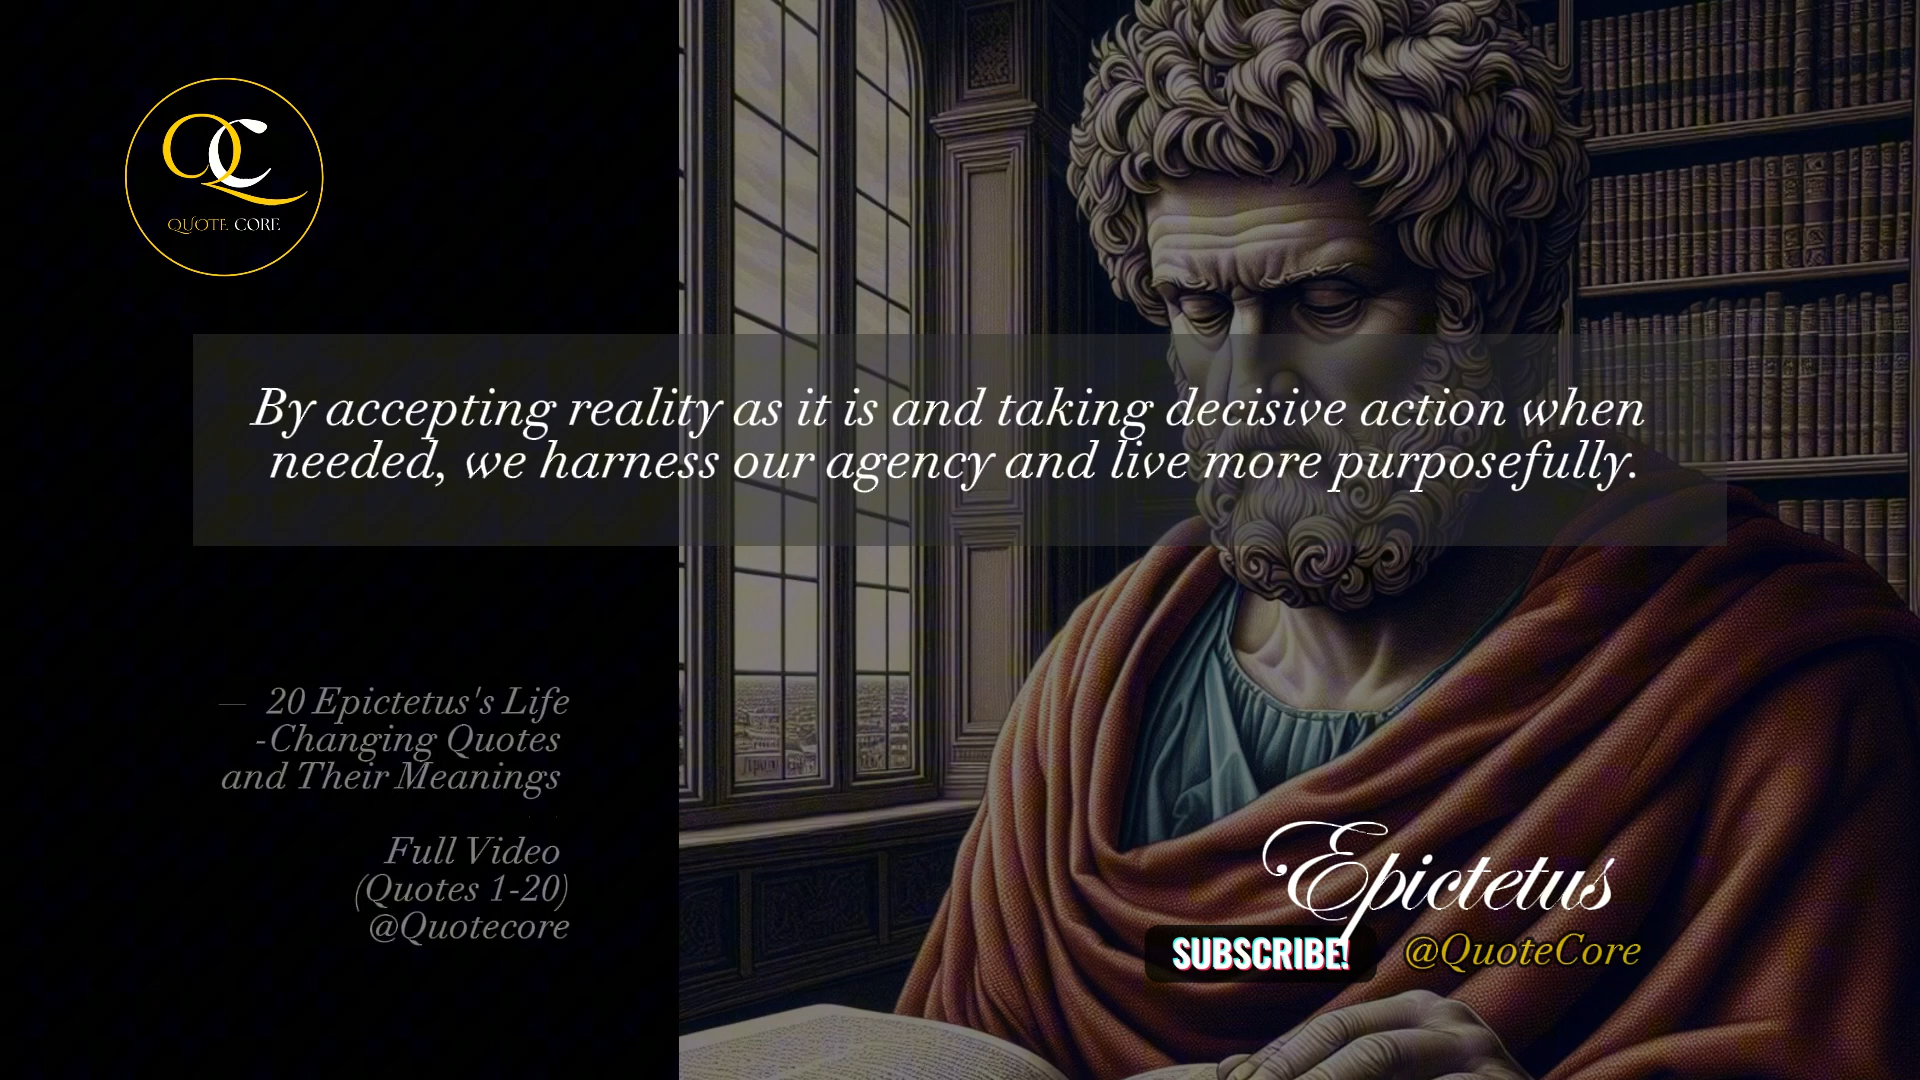 QC
QUOTE CORE
By accepting reality as it is and taking decisive action when
needed, we harness our agency and live more purposefully.
— 20 Epictetus's Life
-Changing Quotes
and Their Meanings
Full Video
(Quotes 1-20)
@Quotecore
Epictetus
SUBSCRIBE! @QuoteCore